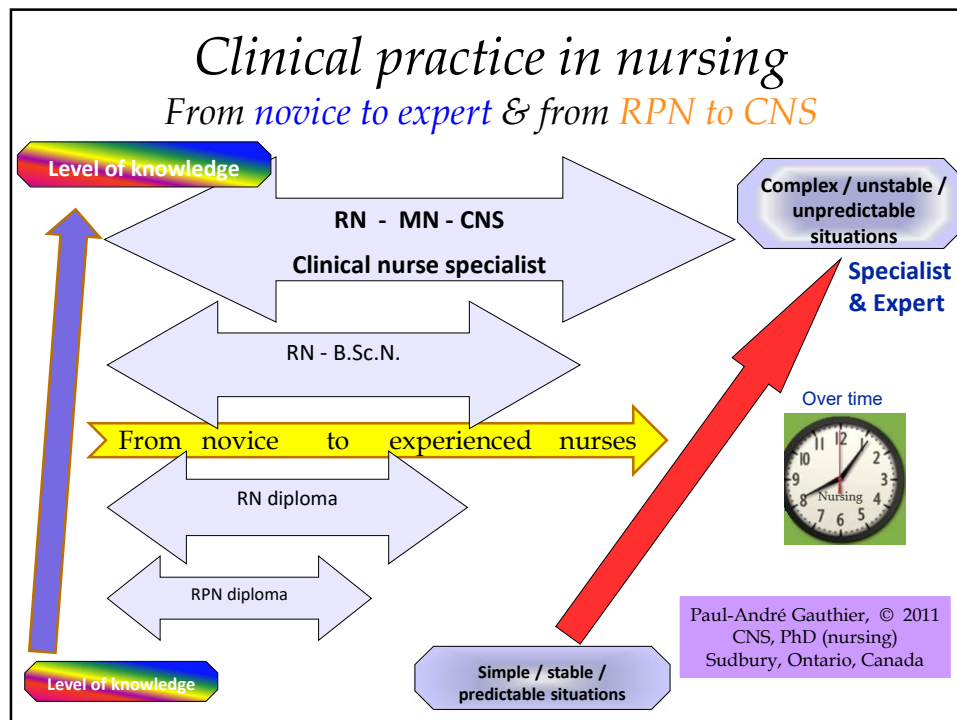 Clinical practice in nursing
From novice to expert & from RPN to CNS
Level of knowledge
RN - MN - CNS
Clinical nurse specialist
Complex / unstable /
unpredictable
situations
Specialist
& Expert
RN - B.Sc.N.
Over time
From novice to experienced nurses
12
1
2
3
4
5
6
7
8
9
10
11
Nursing
RN diploma
RPN diploma
Paul-André Gauthier, © 2011
CNS, PhD (nursing)
Sudbury, Ontario, Canada
Level of knowledge
Simple / stable /
predictable situations